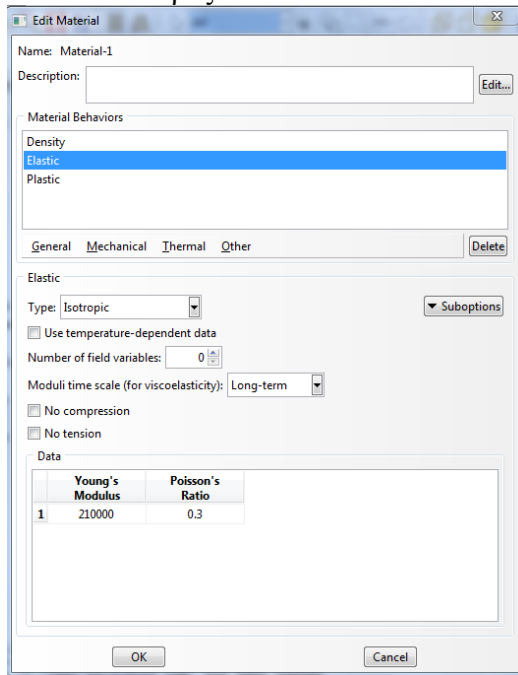 Edit Material
Name: Material-1
Description:
Edit...
Material Behaviors
Density
Elastic
Plastic
General Mechanical Thermal Other Delete
Elastic
Type: Isotropic Suboptions
Use temperature-dependent data
Number of field variables: 0
Moduli time scale (for viscoelasticity): Long-term
No compression
No tension
Data
Young's Poisson's
Modulus Ratio
1 210000 0.3
OK Cancel